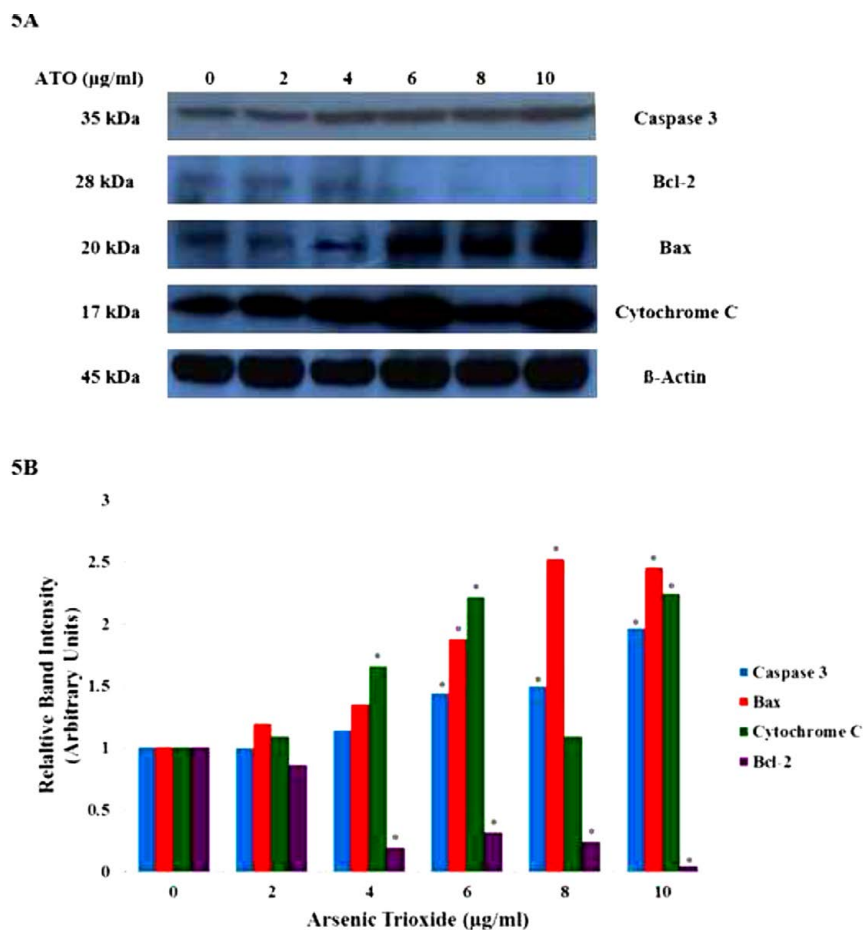 5A
ATO (µg/ml) 0 2 4 6 8 10
35 kDa Caspase 3
28 kDa Bcl-2
20 kDa Bax
17 kDa Cytochrome C
45 kDa ß-Actin
5B
Relaltive Band Intensity
(Arbitrary Units)
3
2.5
2
1.5
1
0.5
0
* * * * * * * * * * * * *
0 2 4 6 8 10
Arsenic Trioxide (µg/ml)
Caspase 3
Bax
Cytochrome C
Bcl-2